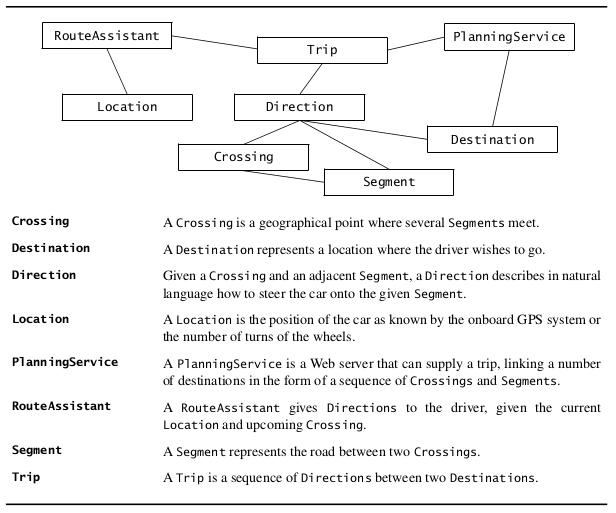 RouteAssistant
Trip
PlanningService
Location
Direction
Destination
Crossing
Segment
Crossing A Crossing is a geographical point where several Segments meet.
Destination A Destination represents a location where the driver wishes to go.
Direction Given a Crossing and an adjacent Segment, a Direction describes in natural
language how to steer the car onto the given Segment.
Location A Location is the position of the car as known by the onboard GPS system or
the number of turns of the wheels.
PlanningService A PlanningService is a Web server that can supply a trip, linking a number
of destinations in the form of a sequence of Crossings and Segments.
RouteAssistant A RouteAssistant gives Directions to the driver, given the current
Location and upcoming Crossing.
Segment A Segment represents the road between two Crossings.
Trip A Trip is a sequence of Directions between two Destinations.